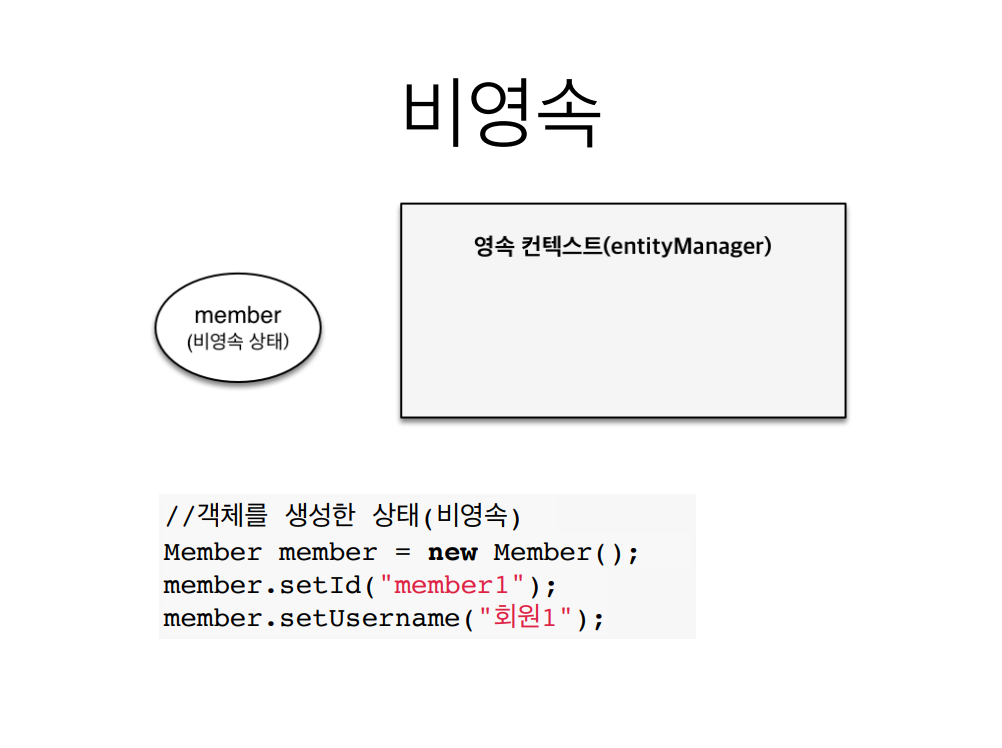 비영속
영속 컨텍스트(entityManager)
member
(비영속 상태)
//객체를 생성한 상태(비영속)
Member member = new Member();
member.setId("member1");
member.setUsername("회원1");